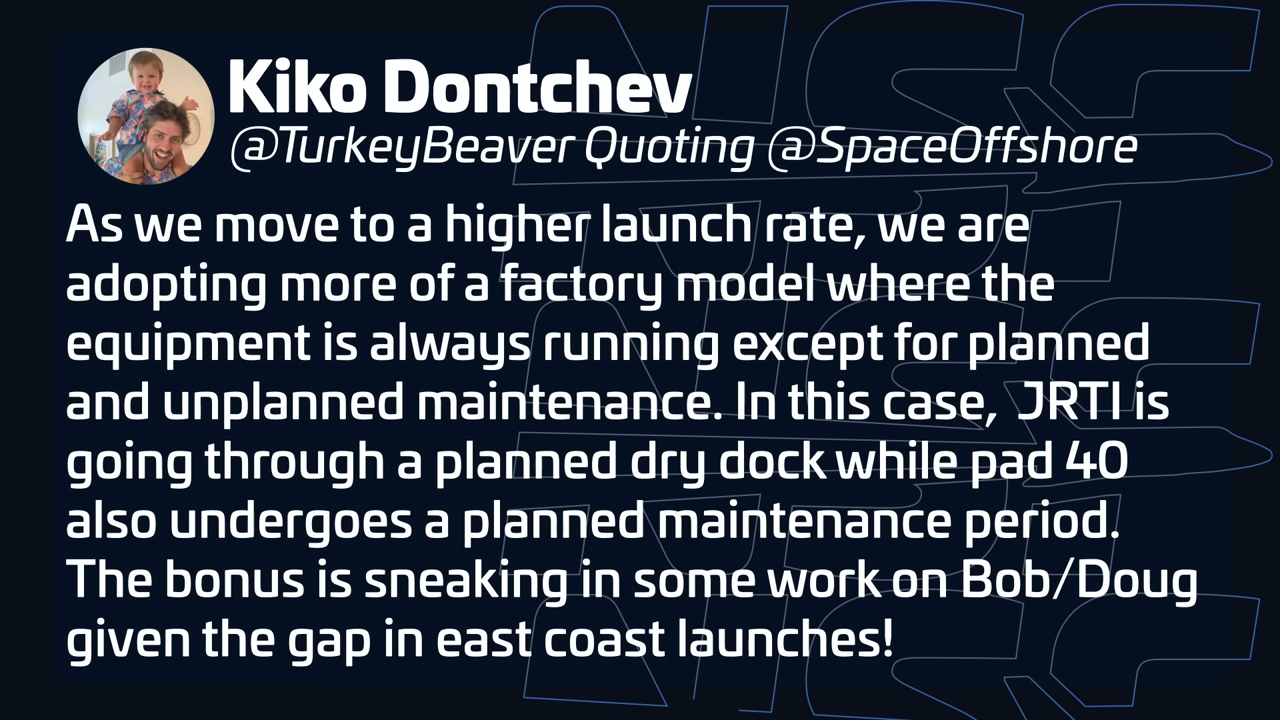 Kiko Dontchev
@TurkeyBeaver Quoting @SpaceOffshore
As we move to a higher launch rate, we are
adopting more of a factory model where the
equipment is always running except for planned
and unplanned maintenance. In this case, JRTI is
going through a planned dry dock while pad 40
also undergoes a planned maintenance period.
The bonus is sneaking in some work on Bob/Doug
given the gap in east coast launches!